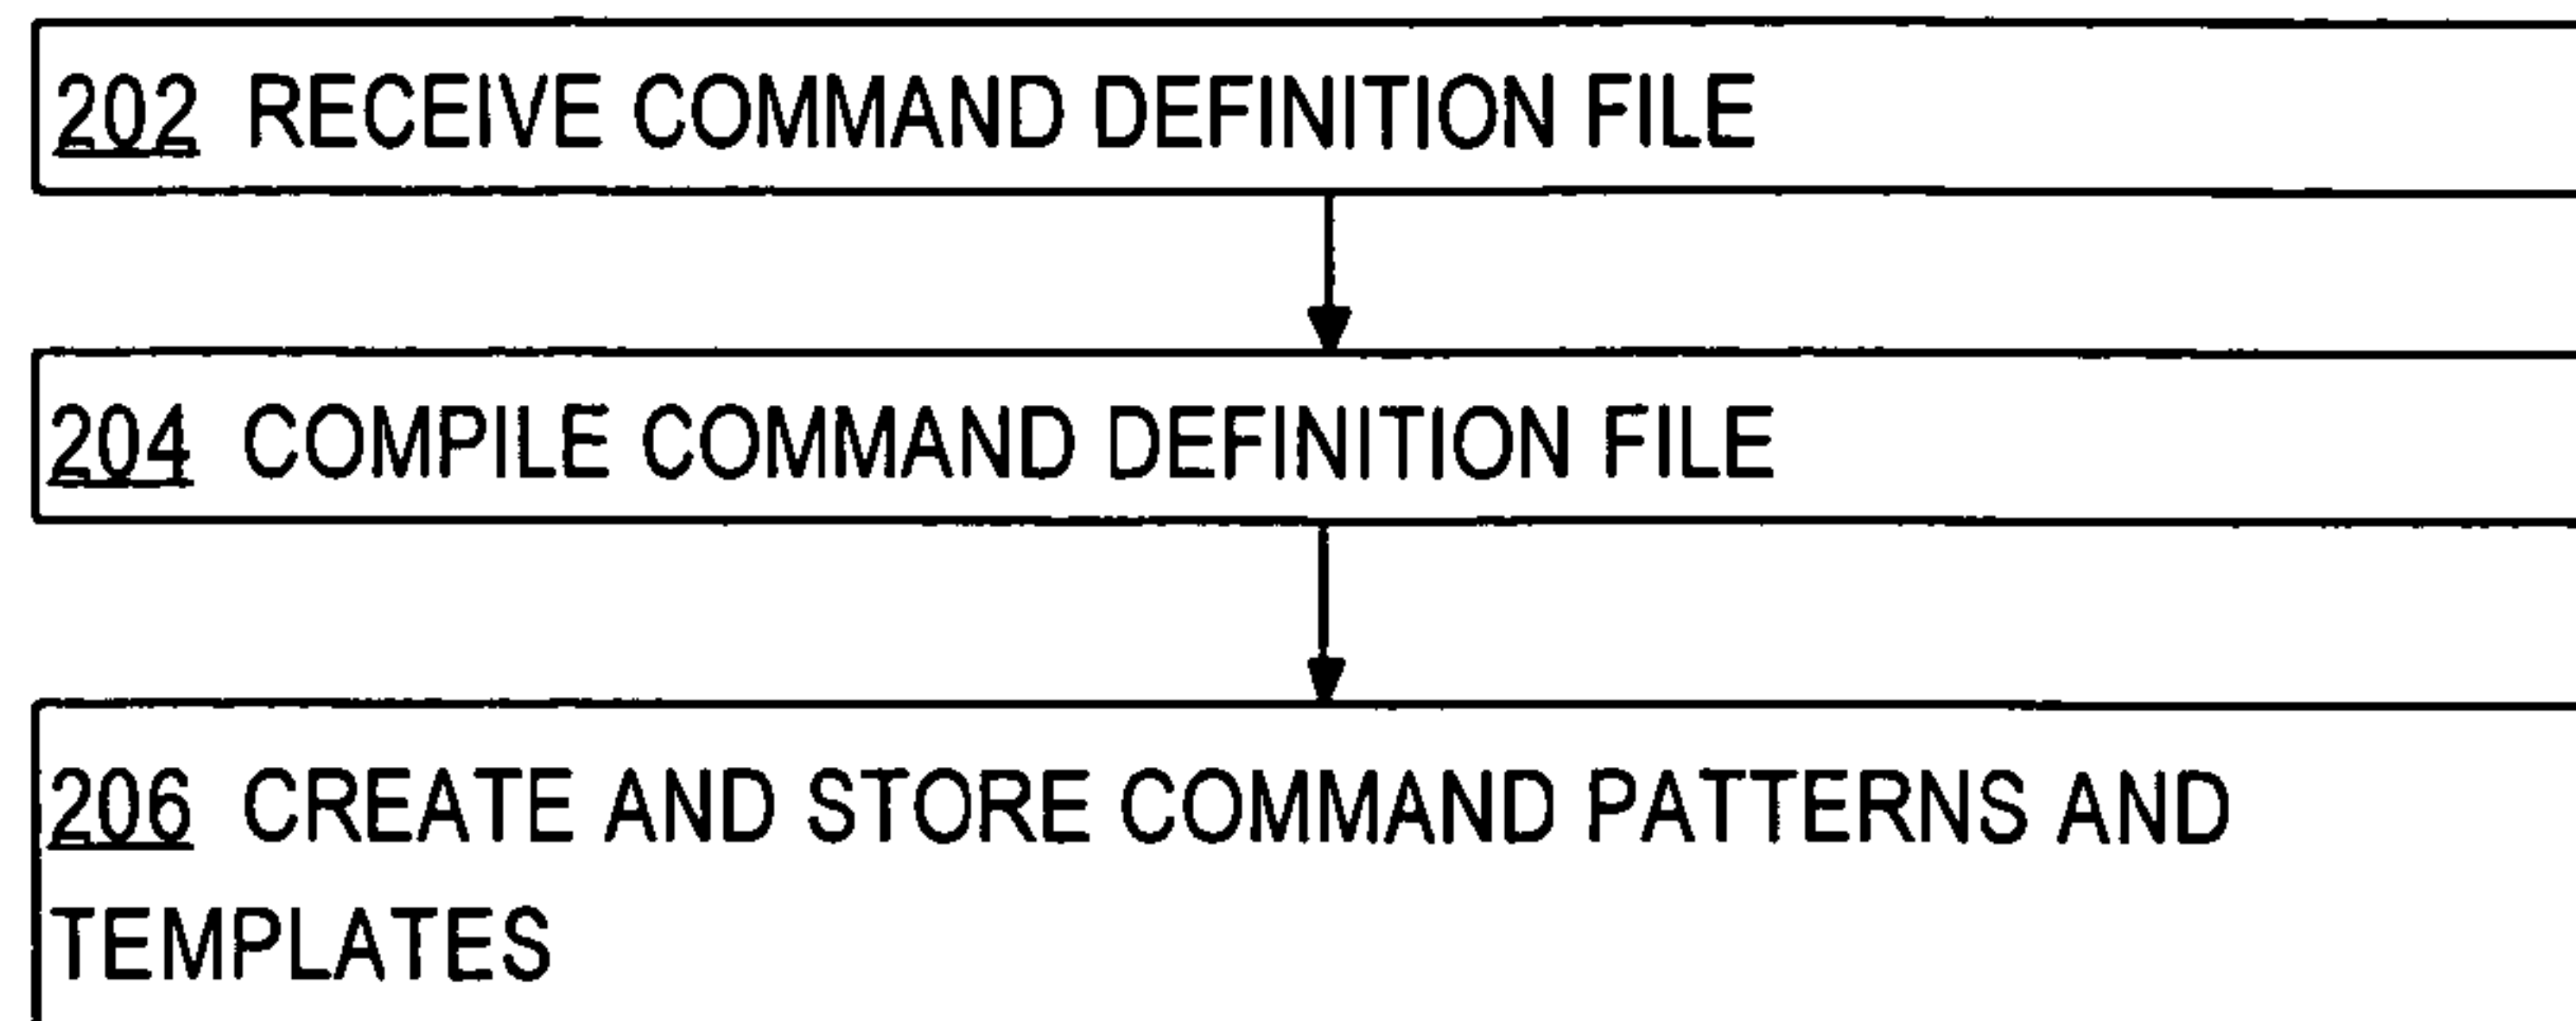 202 RECEIVE COMMAND DEFINITION FILE
204 COMPILE COMMAND DEFINITION FILE
206 CREATE AND STORE COMMAND PATTERNS AND
TEMPLATES